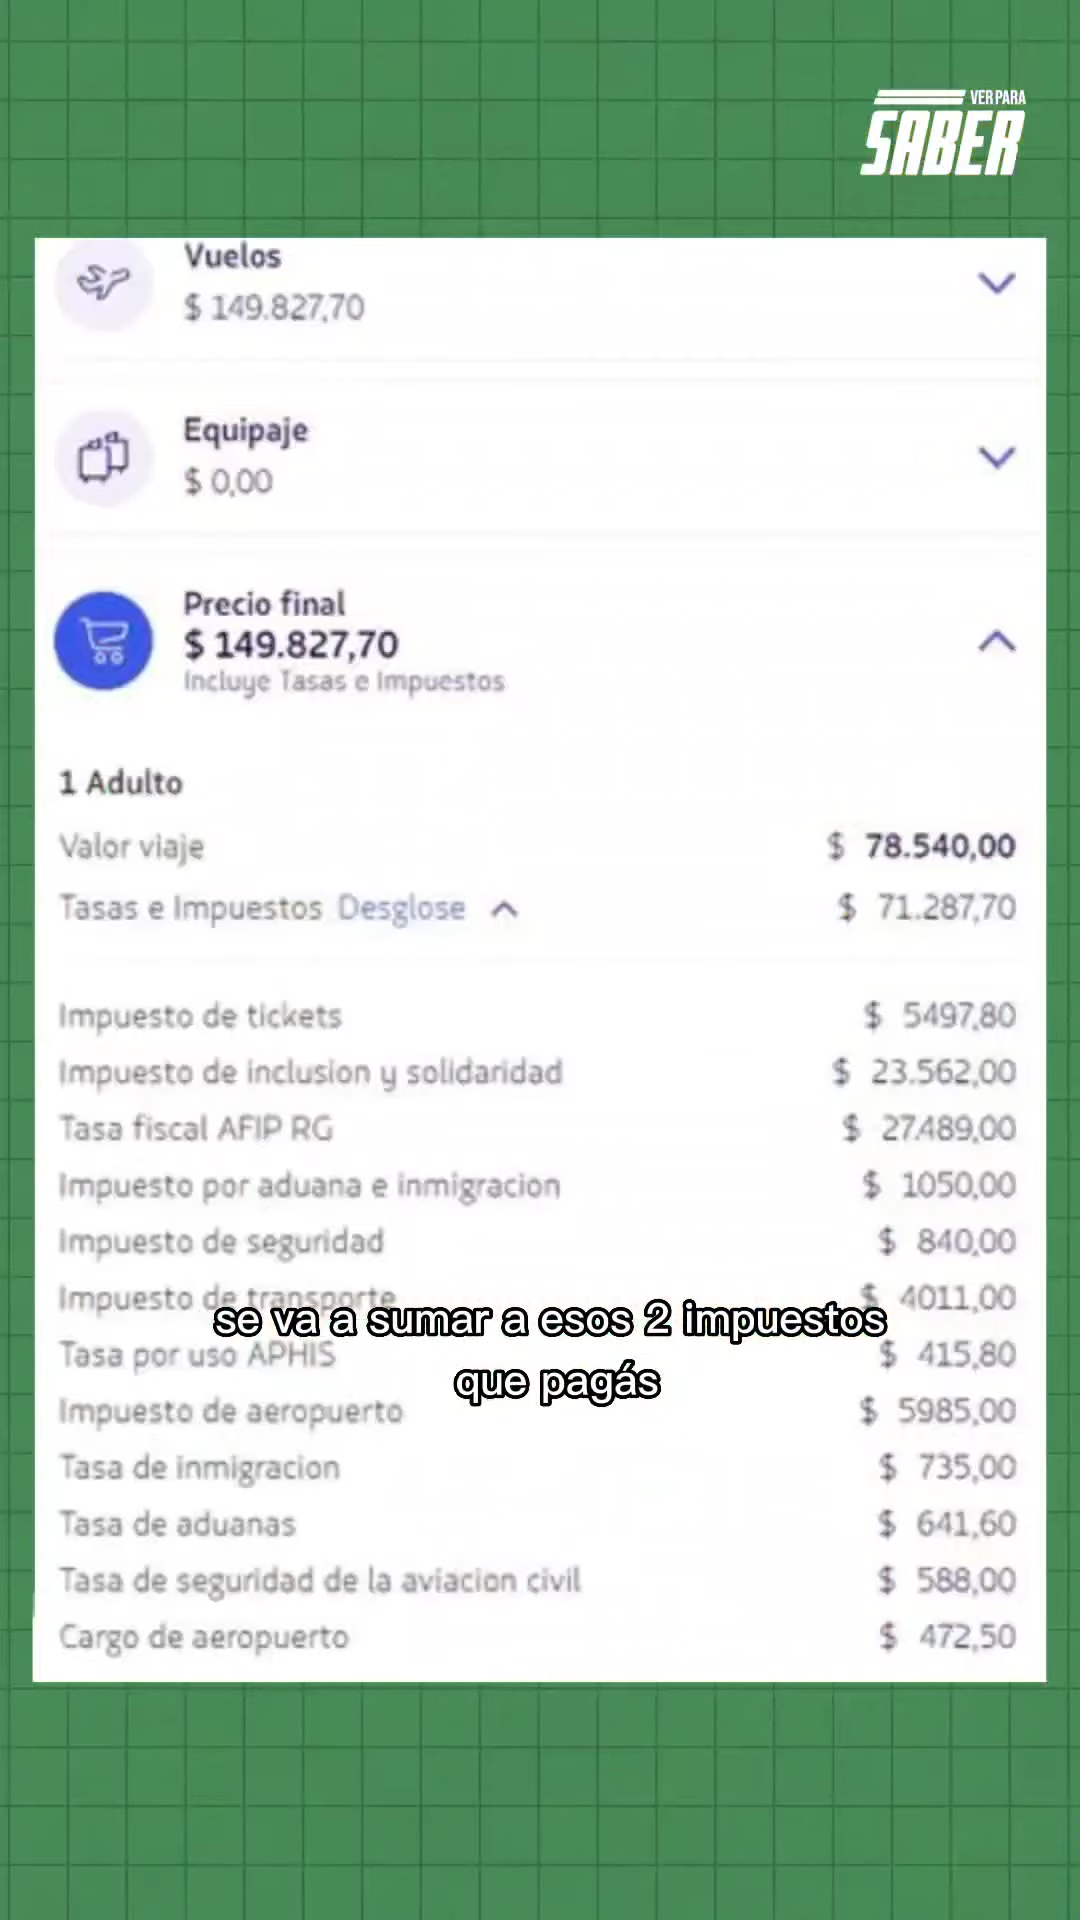 VER PARA
SABER
Vuelos
$ 149.827,70
Equipaje
$ 0,00
Precio final
$ 149.827,70
Incluye Tasas e Impuestos
1 Adulto
Valor viaje $ 78.540,00
Tasas e Impuestos Desglose $ 71.287,70
Impuesto de tickets $ 5497,80
Impuesto de inclusion y solidaridad $ 23.562,00
Tasa fiscal AFIP RG $ 27.489,00
Impuesto por aduana e inmigracion $ 1050,00
Impuesto de seguridad $ 840,00
Impuesto de transporte $ 4011,00
se va a sumar a esos 2 impuestos
Tasa por uso APHIS $ 415,80
que pagás
Impuesto de aeropuerto $ 5985,00
Tasa de inmigracion $ 735,00
Tasa de aduanas $ 641,60
Tasa de seguridad de la aviacion civil $ 588,00
Cargo de aeropuerto $ 472,50